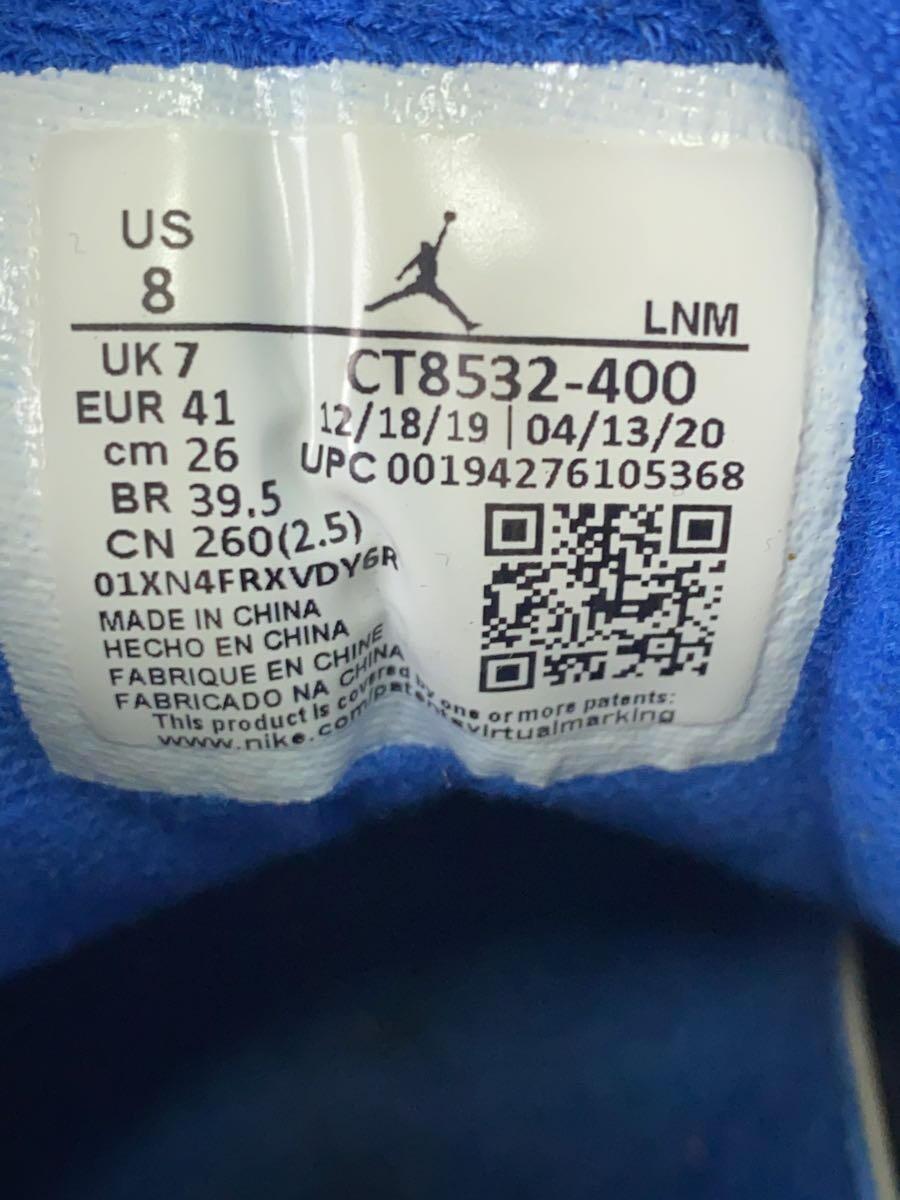 US
8
LNM
UK 7
EUR 41
cm 26
BR 39.5
CN 260(2.5)
CT8532-400
12/18/19 | 04/13/20
UPC 00194276105368
01XN4FRXVDY6R
MADE IN CHINA
HECHO EN CHINA
FABRIQUE EN CHINE
FABRICADO NA CHINA
This product is covered by one or more patents:
www.nike.com/patentsvirtualmarking